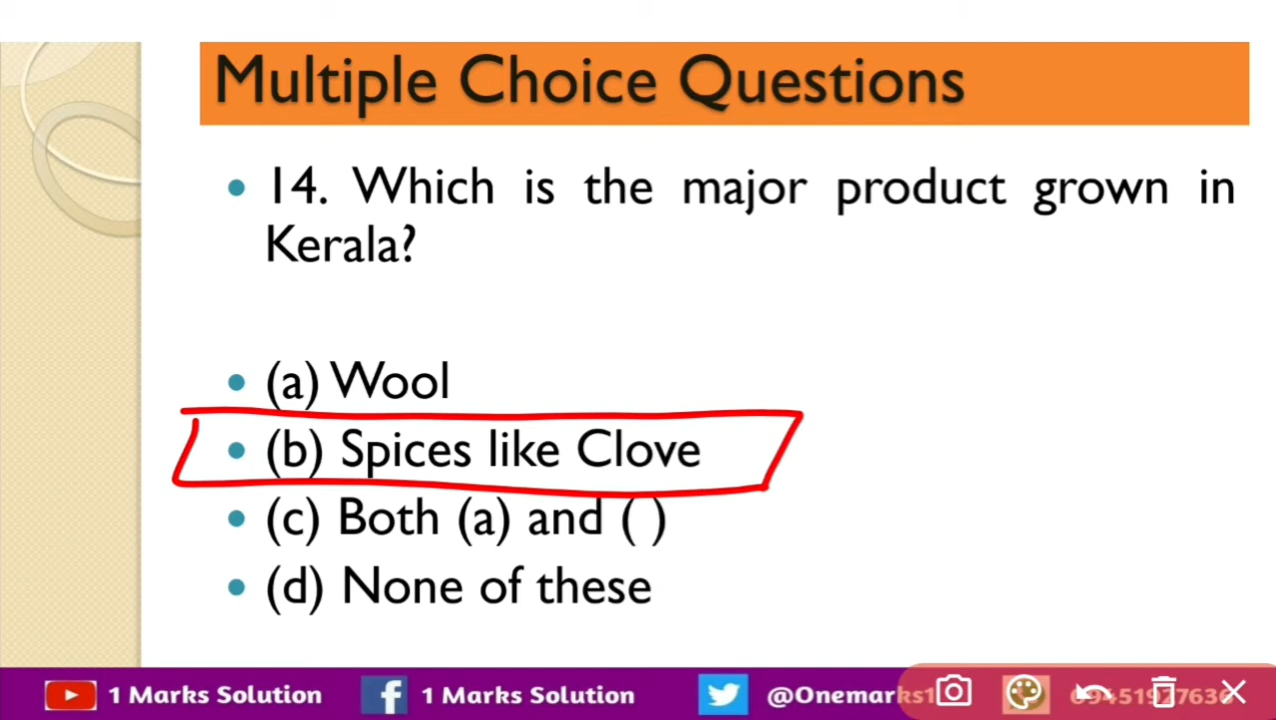 Multiple Choice Questions
14. Which is the major product grown in
Kerala?
(a) Wool
(b) Spices like Clove
(c) Both (a) and ( )
(d) None of these
1 Marks Solution
1 Marks Solution